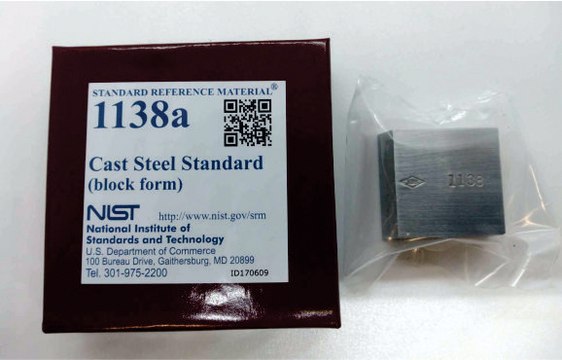 STANDARD REFERENCE MATERIAL®
1138a
Cast Steel Standard
(block form)
NIST http://www.nist.gov/srm
National Institute of
Standards and Technology
U.S. Department of Commerce
100 Bureau Drive, Gaithersburg, MD 20899
Tel. 301-975-2200 ID170609